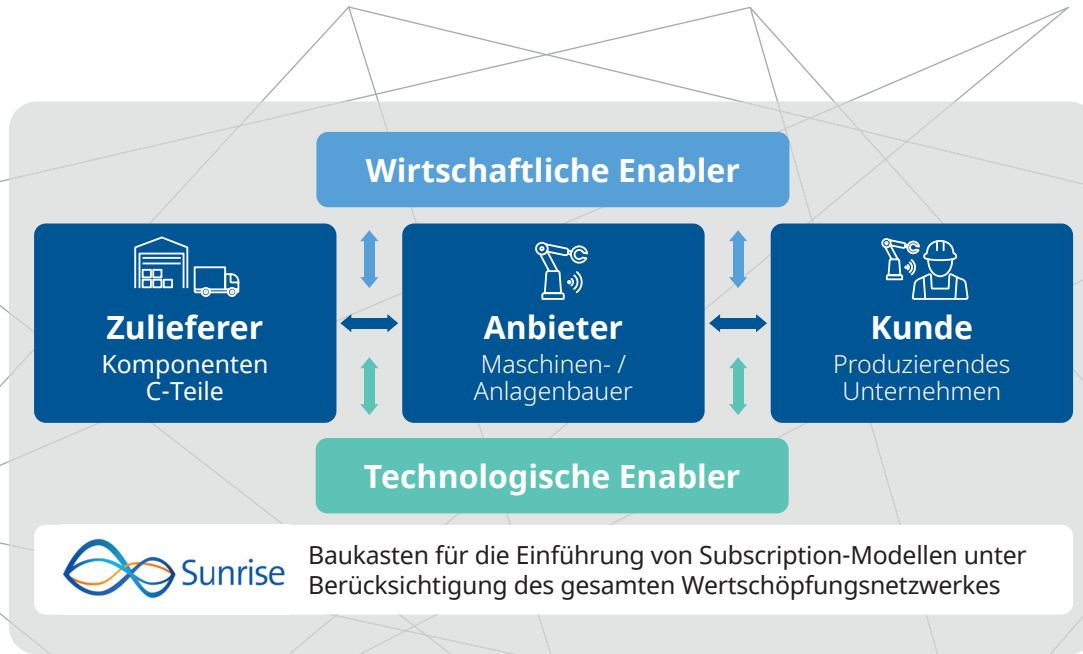 Wirtschaftliche Enabler
Zulieferer
Komponenten
C-Teile
Anbieter
Maschinen- /
Anlagenbauer
Kunde
Produzierendes
Unternehmen
Technologische Enabler
Sunrise
Baukasten für die Einführung von Subscription-Modellen unter
Berücksichtigung des gesamten Wertschöpfungsnetzwerkes